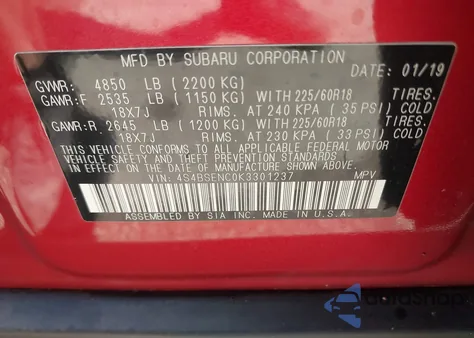 MFD BY SUBARU CORPORATION
GVWR: 4850 LB (2200 KG) DATE: 01/19
GAWR:F 2535 LB (1150 KG) WITH 225/60R18 TIRES.
18X7J RIMS. AT 240 KPA (35 PSI) COLD
GAWR:R 2645 LB (1200 KG) WITH 225/60R18 TIRES.
18X7J RIMS. AT 230 KPA (33 PSI) COLD
THIS VEHICLE CONFORMS TO ALL APPLICABLE FEDERAL MOTOR
VEHICLE SAFETY AND THEFT PREVENTION STANDARDS
IN EFFECT ON THE DATE OF MANUFACTURE SHOWN ABOVE.
VIN: 4S4BSENC0K3301237 MPV
ASSEMBLED BY SIA INC. MADE IN U.S.A.
AutoShop